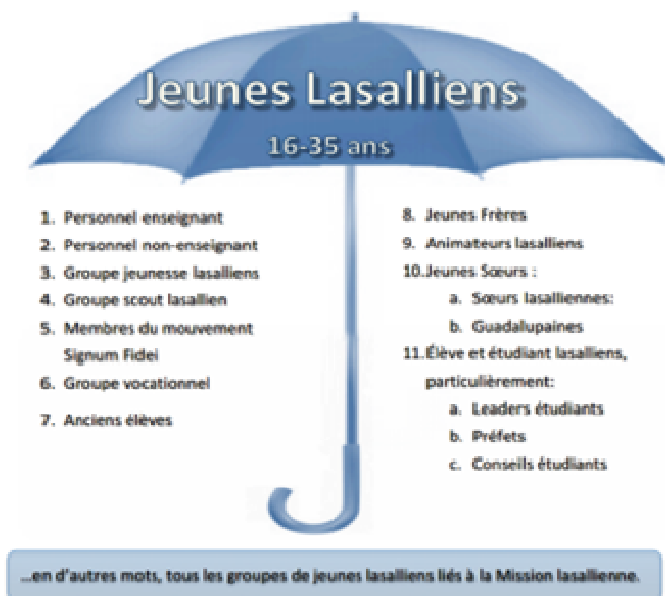 Jeunes Lasalliens
16-35 ans
1. Personnel enseignant
2. Personnel non-enseignant
3. Groupe jeunesse lasalliens
4. Groupe scout lasallien
5. Membres du mouvement
Signum Fidei
6. Groupe vocationnel
7. Anciens élèves
8. Jeunes Frères
9. Animateurs lasalliens
10.Jeunes Sœurs :
a. Sœurs lasalliennes:
b. Guadalupaines
11.Élève et étudiant lasalliens,
particulièrement:
a. Leaders étudiants
b. Préfets
c. Conseils étudiants
...en d'autres mots, tous les groupes de jeunes lasalliens liés à la Mission lasallienne.